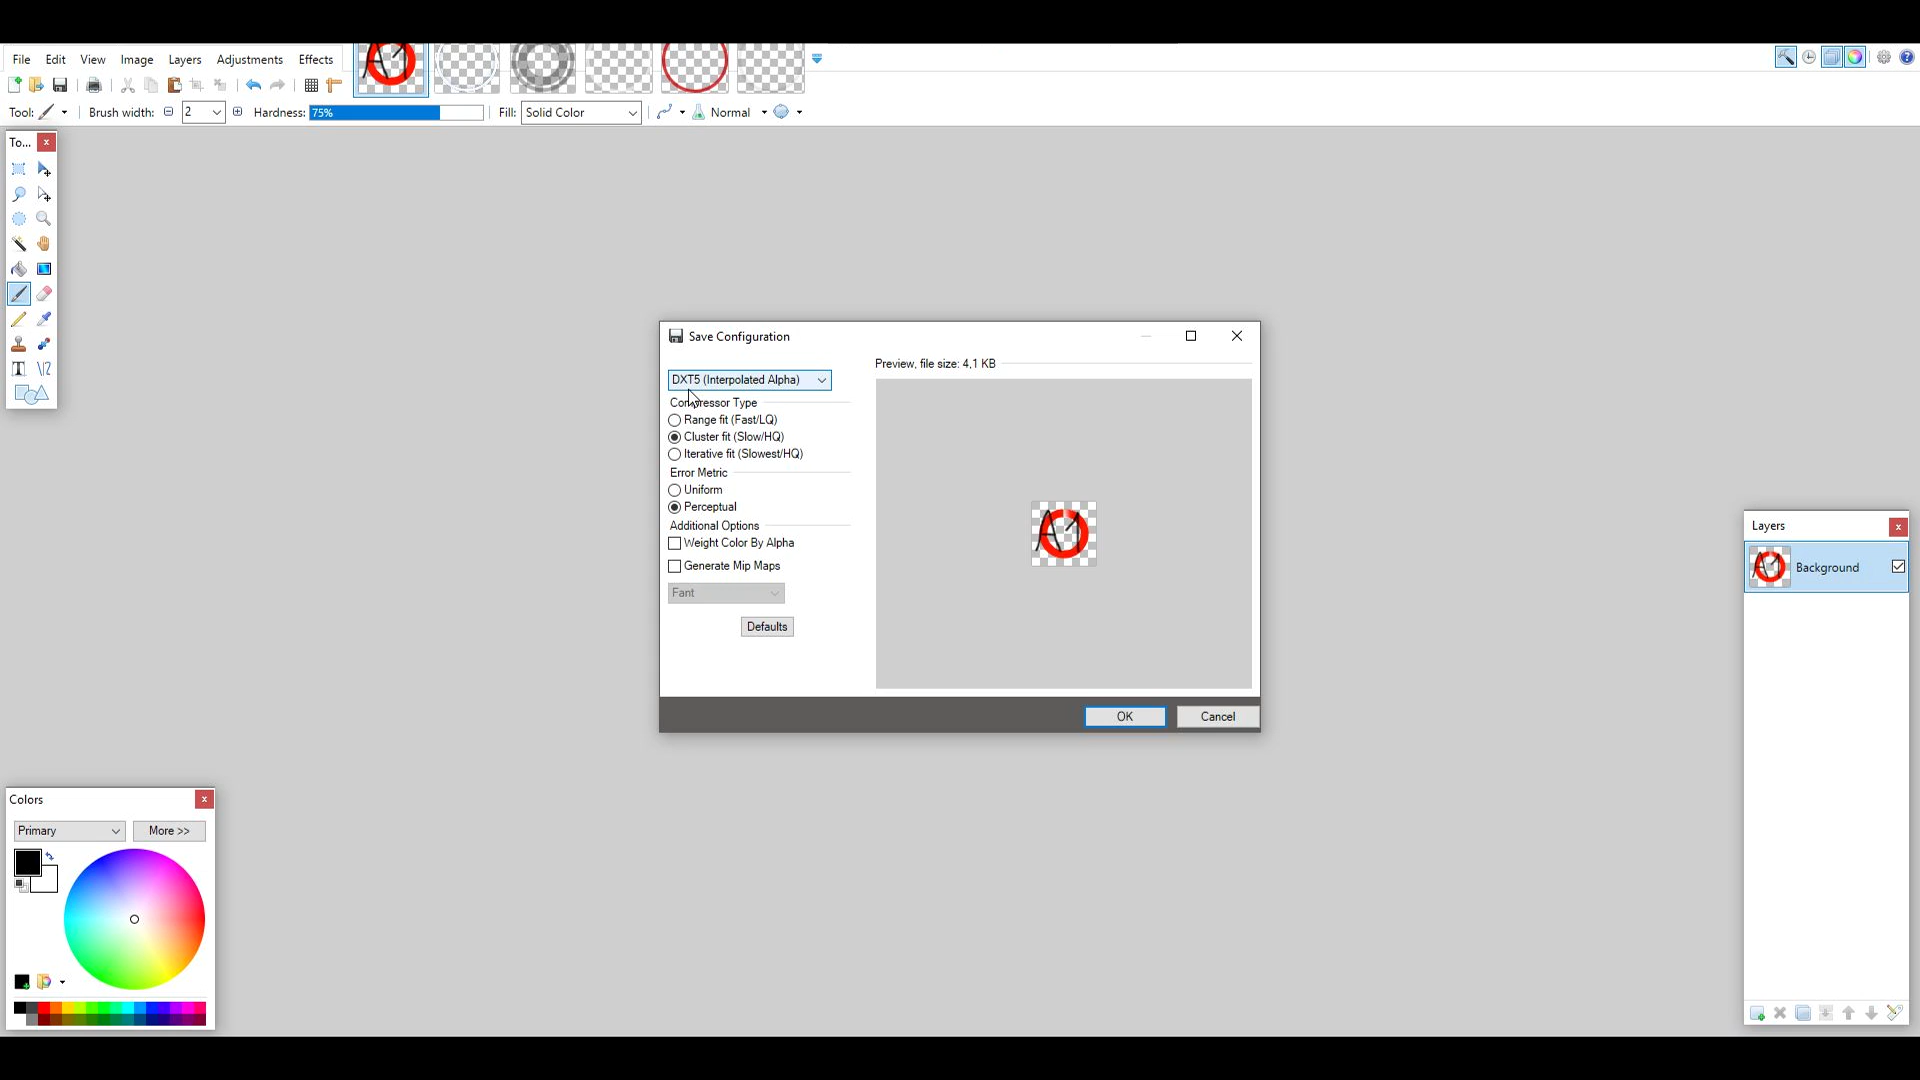 File Edit View Image Layers Adjustments Effects
Tool: Brush width: 2 Hardness: 75% Fill: Solid Color Normal
To...
Save Configuration
DXT5 (Interpolated Alpha)
Compressor Type
Range fit (Fast/LQ)
Cluster fit (Slow/HQ)
Iterative fit (Slowest/HQ)
Error Metric
Uniform
Perceptual
Additional Options
Weight Color By Alpha
Generate Mip Maps
Fant
Defaults
Preview, file size: 4,1 KB
OK Cancel
Layers
Background
Colors
Primary More >>